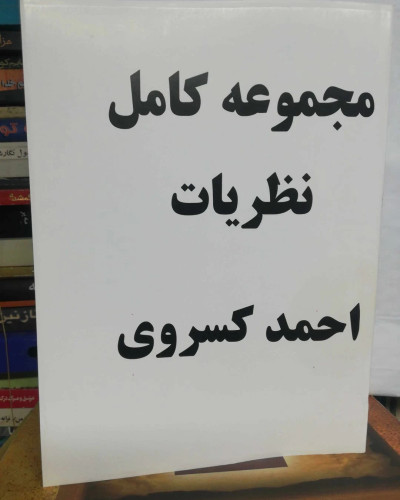 مجموعه کامل
نظریات
احمد کسروی